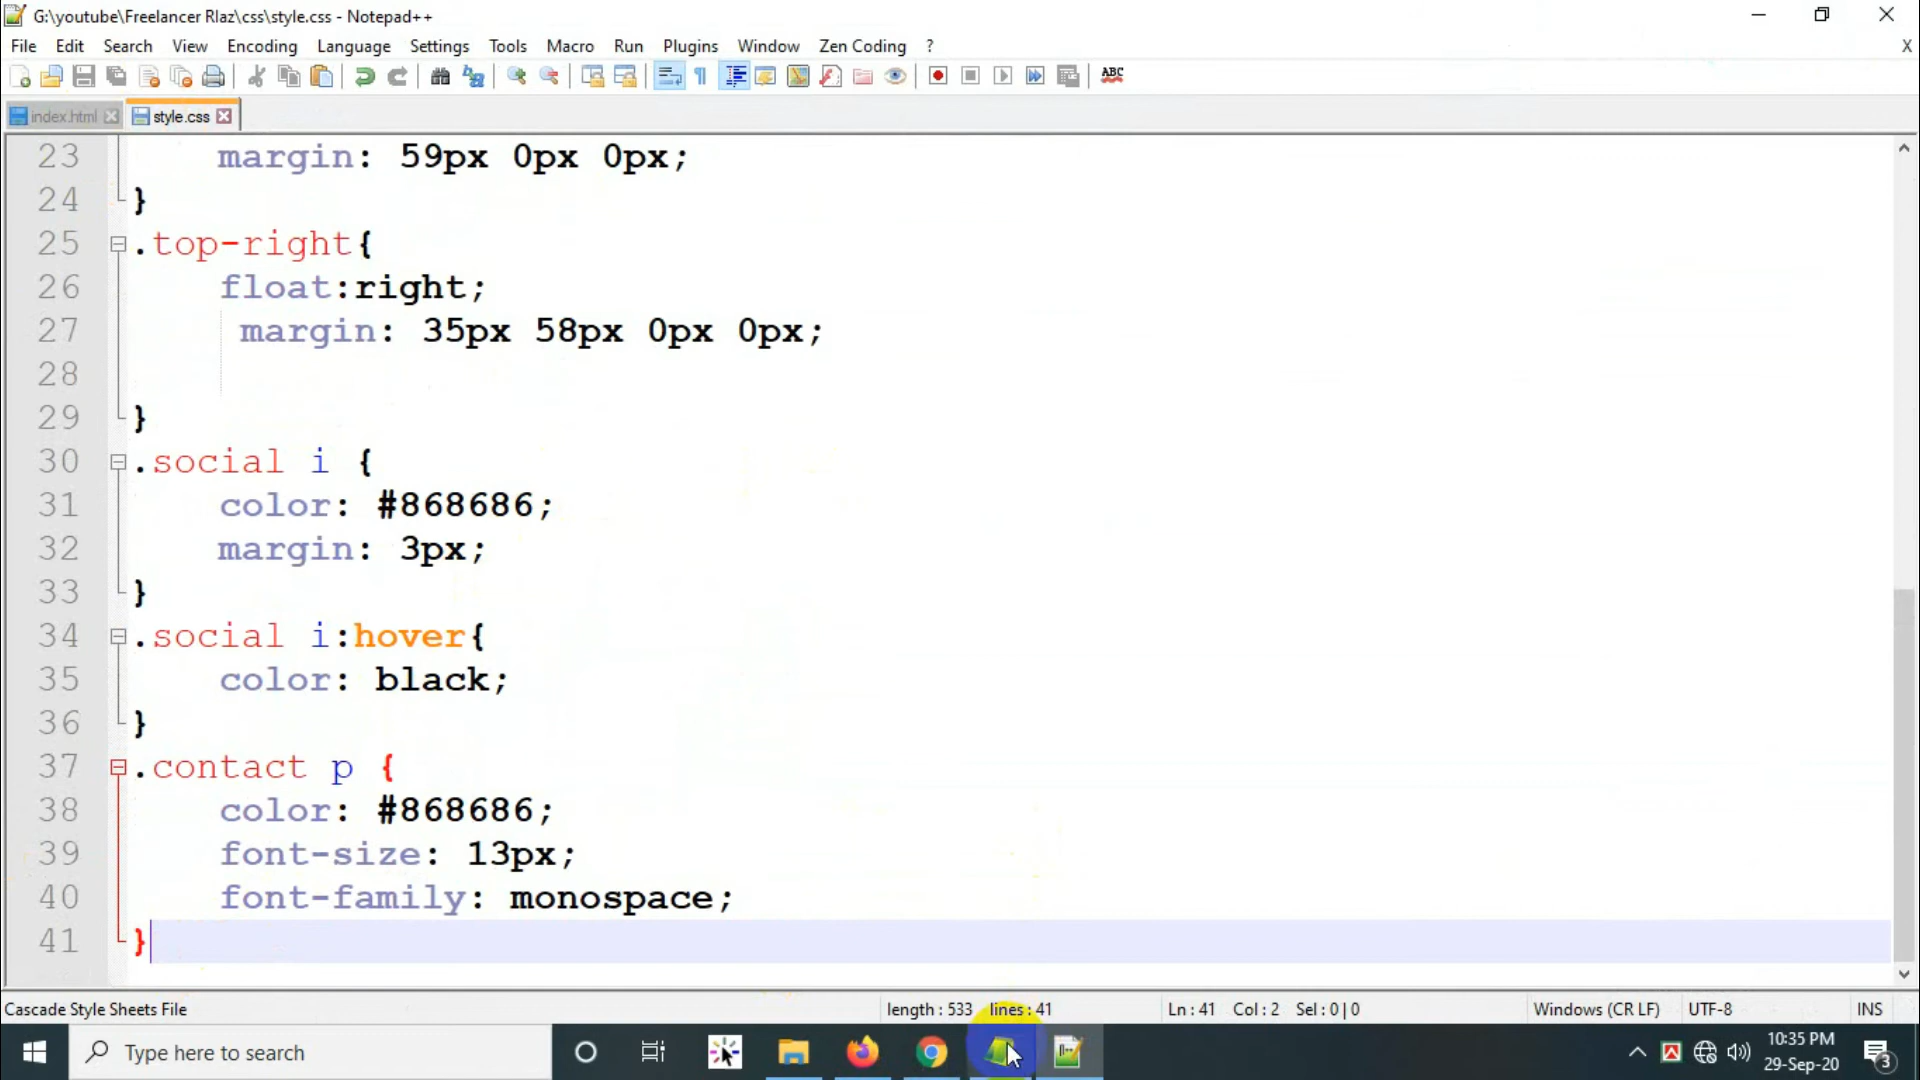 G:\youtube\Freelancer Rlaz\css\style.css - Notepad++
File Edit Search View Encoding Language Settings Tools Macro Run Plugins Window Zen Coding ? X
ABC
index.html style.css
23 margin: 59px 0px 0px;
24 }
25 .top-right{
26 float:right;
27 margin: 35px 58px 0px 0px;
28
29 }
30 .social i {
31 color: #868686;
32 margin: 3px;
33 }
34 .social i:hover{
35 color: black;
36 }
37 .contact p {
38 color: #868686;
39 font-size: 13px;
40 font-family: monospace;
41 }
Cascade Style Sheets File length : 533 lines : 41 Ln : 41 Col : 2 Sel : 0 | 0 Windows (CR LF) UTF-8 INS
Type here to search
10:35 PM
29-Sep-20
3